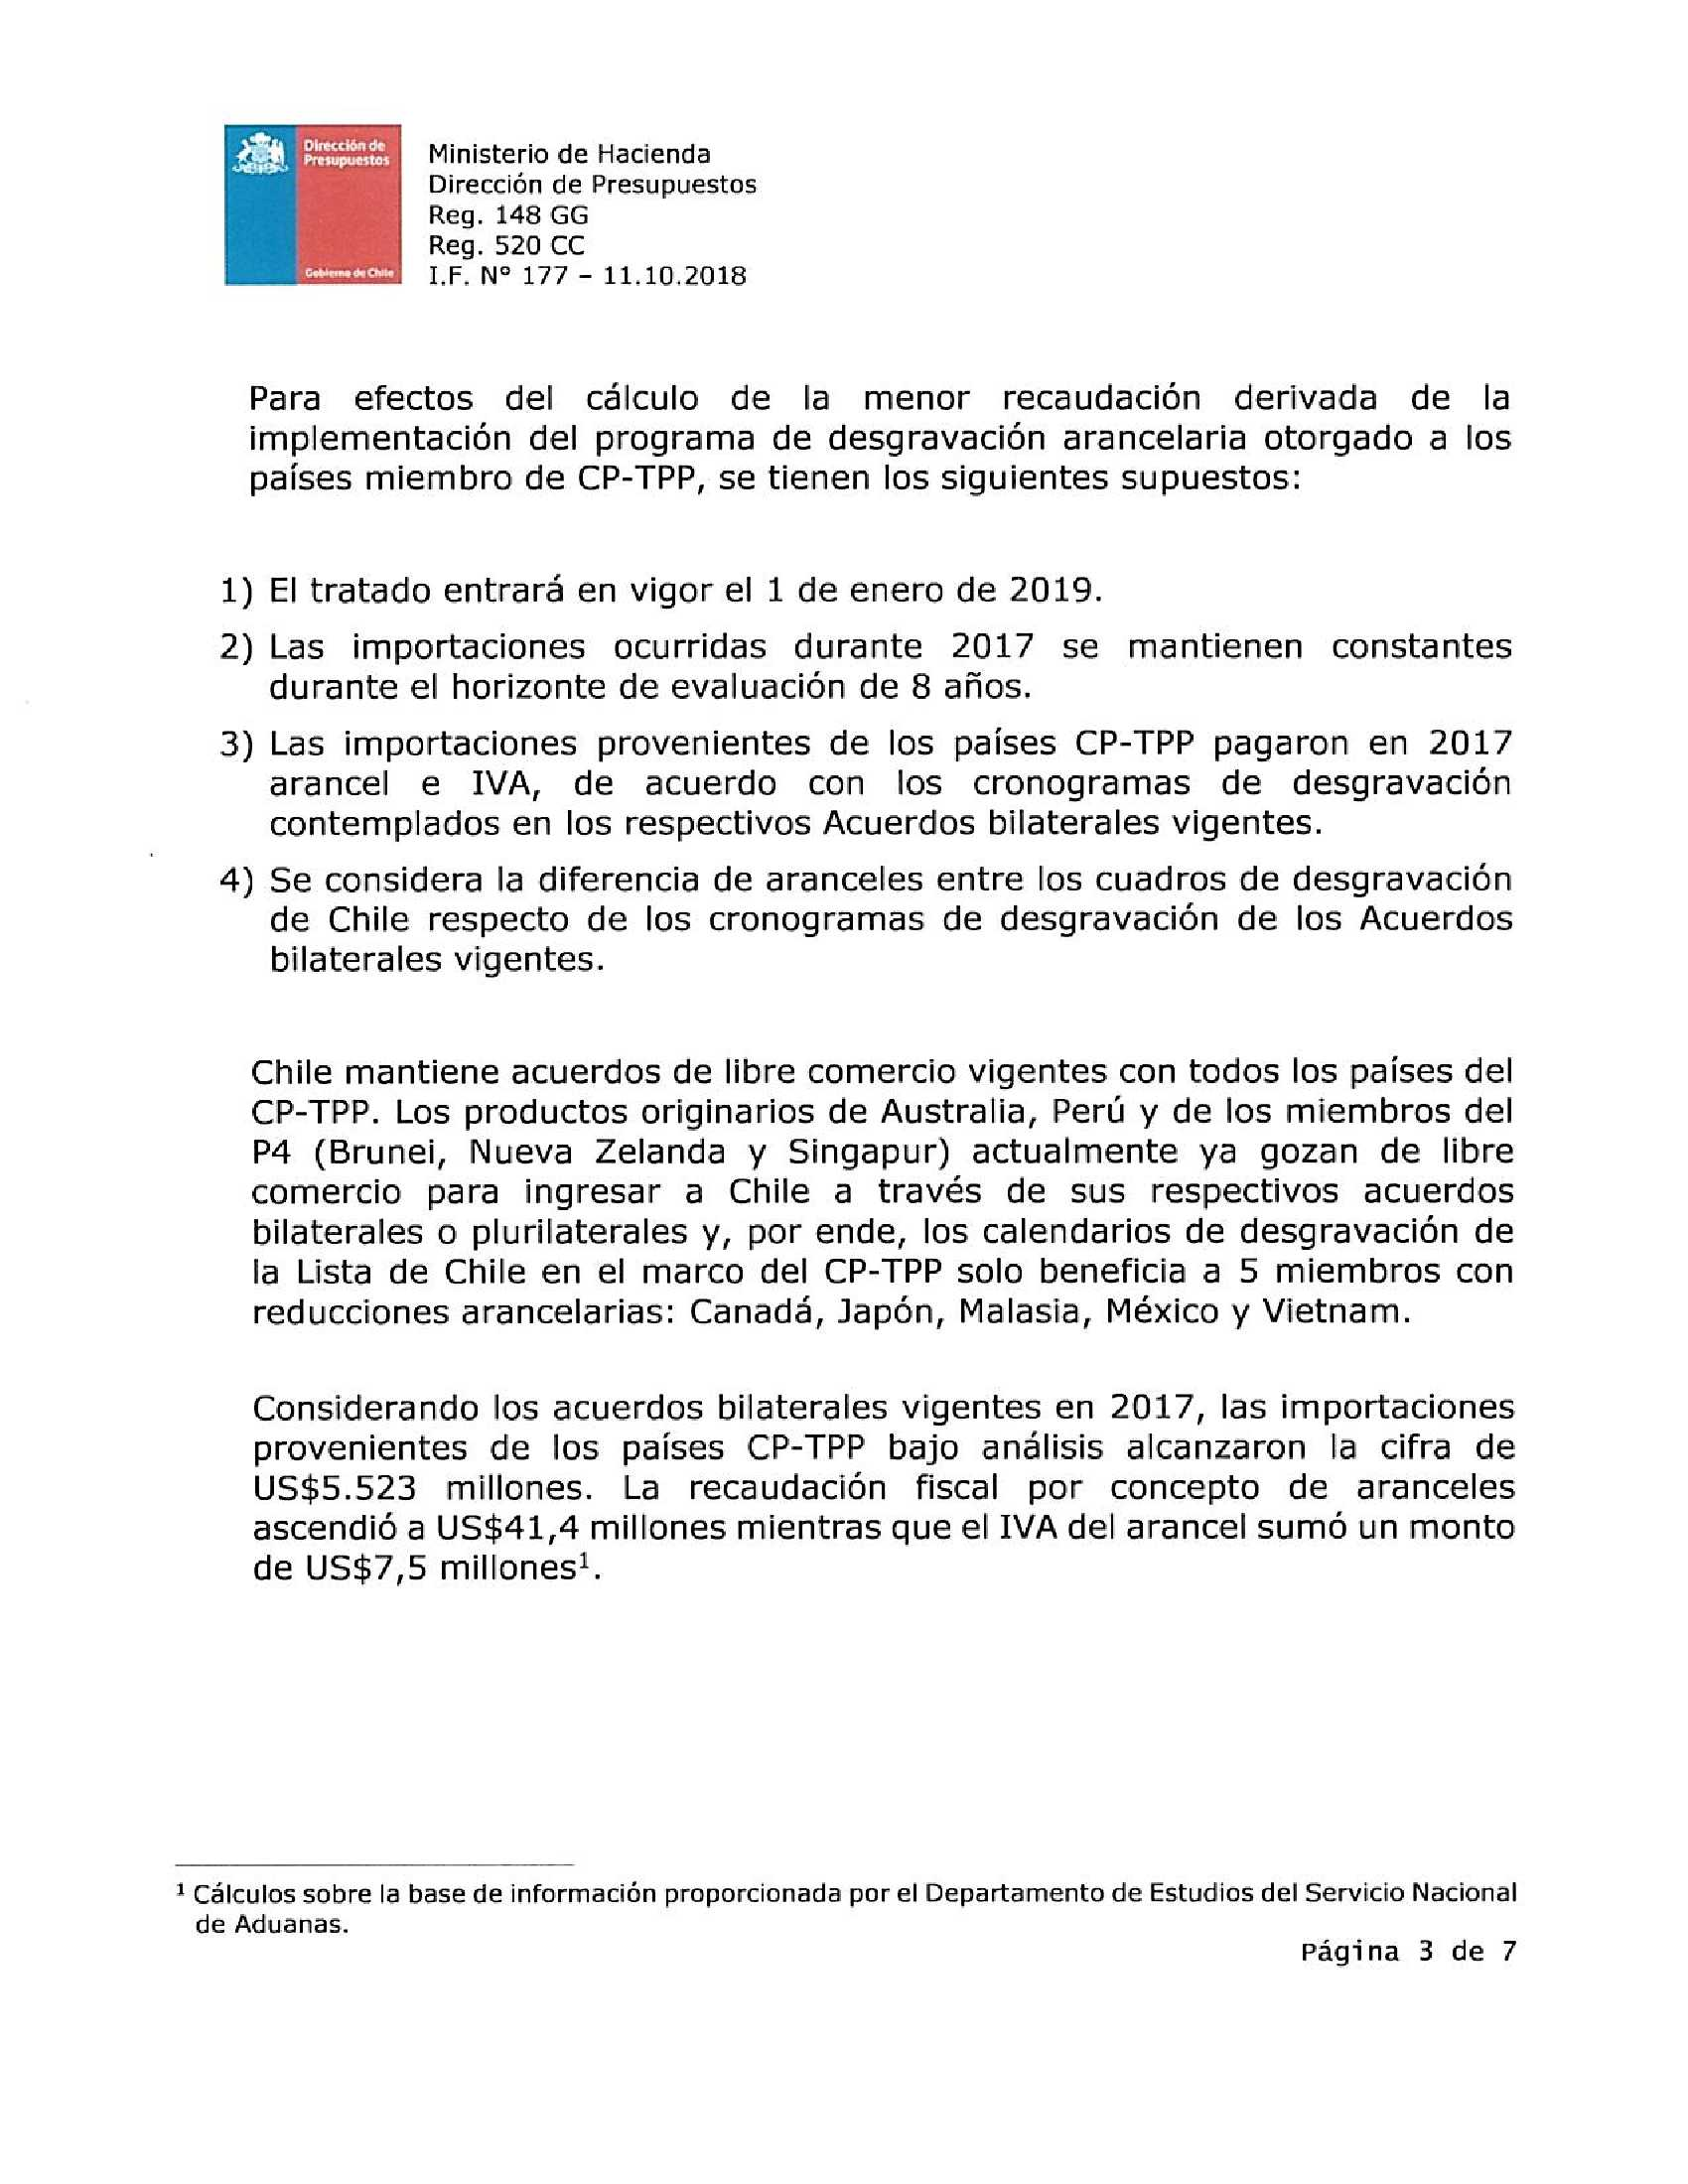 Dirección de
Presupuestos
Gobierno de Chile
Ministerio de Hacienda
Dirección de Presupuestos
Reg. 148 GG
Reg. 520 CC
I.F. Nº 177 – 11.10.2018
Para efectos del cálculo de la menor recaudación derivada de la
implementación del programa de desgravación arancelaria otorgado a los
países miembro de CP-TPP, se tienen los siguientes supuestos:
1) El tratado entrará en vigor el 1 de enero de 2019.
2) Las importaciones ocurridas durante 2017 se mantienen constantes
durante el horizonte de evaluación de 8 años.
3) Las importaciones provenientes de los países CP-TPP pagaron en 2017
arancel e IVA, de acuerdo con los cronogramas de desgravación
contemplados en los respectivos Acuerdos bilaterales vigentes.
4) Se considera la diferencia de aranceles entre los cuadros de desgravación
de Chile respecto de los cronogramas de desgravación de los Acuerdos
bilaterales vigentes.
Chile mantiene acuerdos de libre comercio vigentes con todos los países del
CP-TPP. Los productos originarios de Australia, Perú y de los miembros del
P4 (Brunei, Nueva Zelanda y Singapur) actualmente ya gozan de libre
comercio para ingresar a Chile a través de sus respectivos acuerdos
bilaterales o plurilaterales y, por ende, los calendarios de desgravación de
la Lista de Chile en el marco del CP-TPP solo beneficia a 5 miembros con
reducciones arancelarias: Canadá, Japón, Malasia, México y Vietnam.
Considerando los acuerdos bilaterales vigentes en 2017, las importaciones
provenientes de los países CP-TPP bajo análisis alcanzaron la cifra de
US$5.523 millones. La recaudación fiscal por concepto de aranceles
ascendió a US$41,4 millones mientras que el IVA del arancel sumó un monto
de US$7,5 millones¹.
¹ Cálculos sobre la base de información proporcionada por el Departamento de Estudios del Servicio Nacional
de Aduanas.
Página 3 de 7